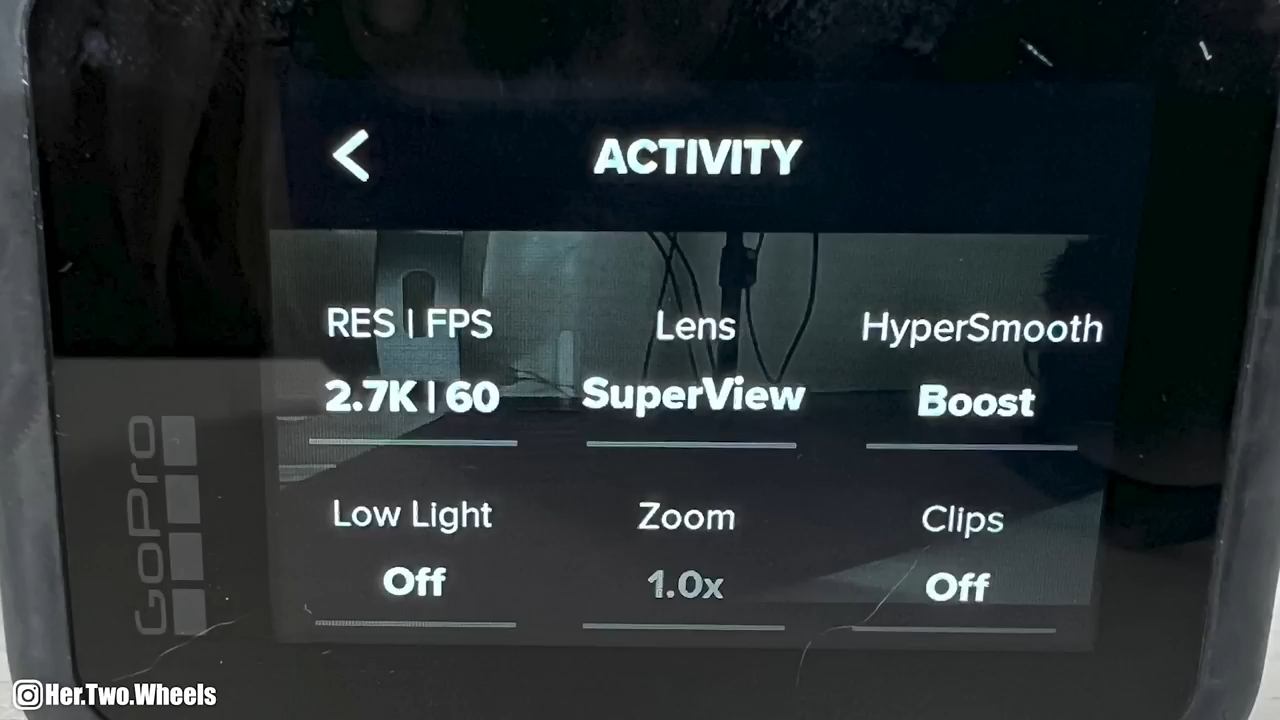 ACTIVITY
RES | FPS
2.7K | 60
Lens
SuperView
HyperSmooth
Boost
Low Light
Off
Zoom
1.0x
Clips
Off
GoPro
Her.Two.Wheels